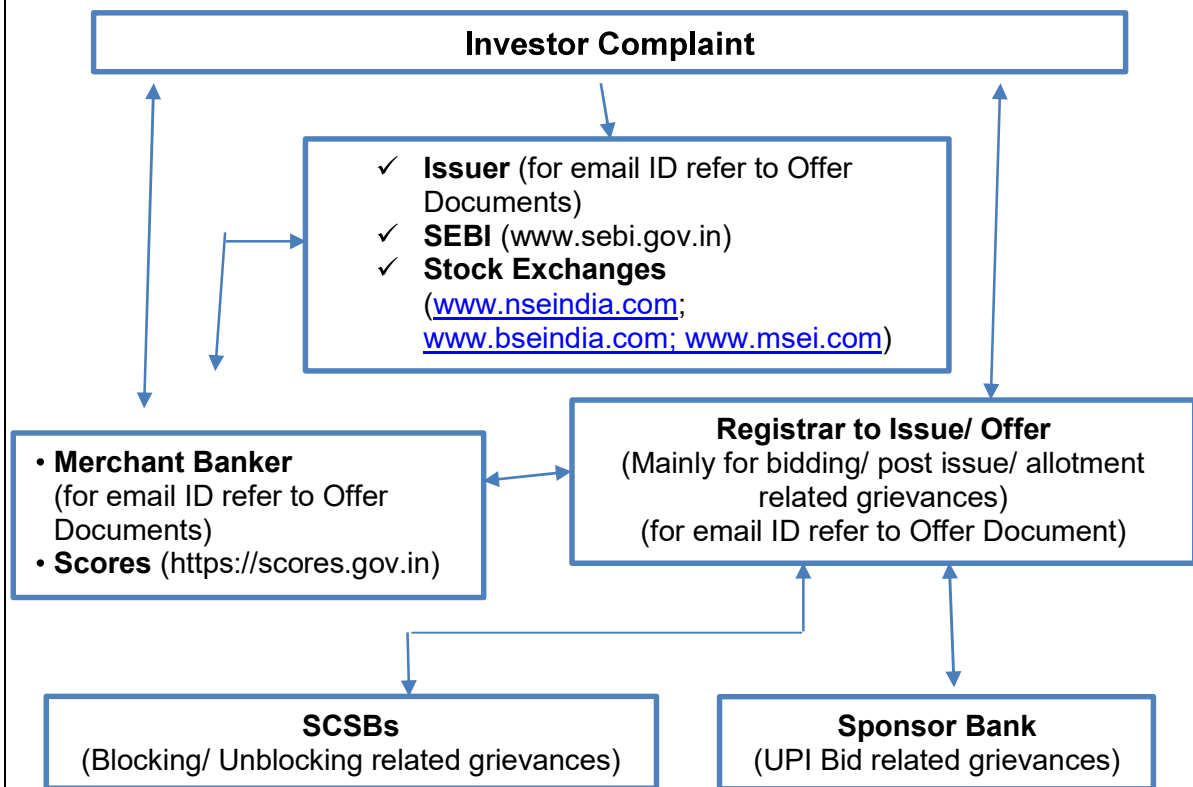 Investor Complaint
✓ Issuer (for email ID refer to Offer
Documents)
✓ SEBI (www.sebi.gov.in)
✓ Stock Exchanges
(www.nseindia.com;
www.bseindia.com; www.msei.com)
• Merchant Banker
(for email ID refer to Offer
Documents)
• Scores (https://scores.gov.in)
Registrar to Issue/ Offer
(Mainly for bidding/ post issue/ allotment
related grievances)
(for email ID refer to Offer Document)
SCSBs
(Blocking/ Unblocking related grievances)
Sponsor Bank
(UPI Bid related grievances)